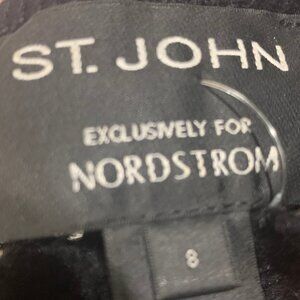 ST. JOHN
EXCLUSIVELY FOR
NORDSTROM
8